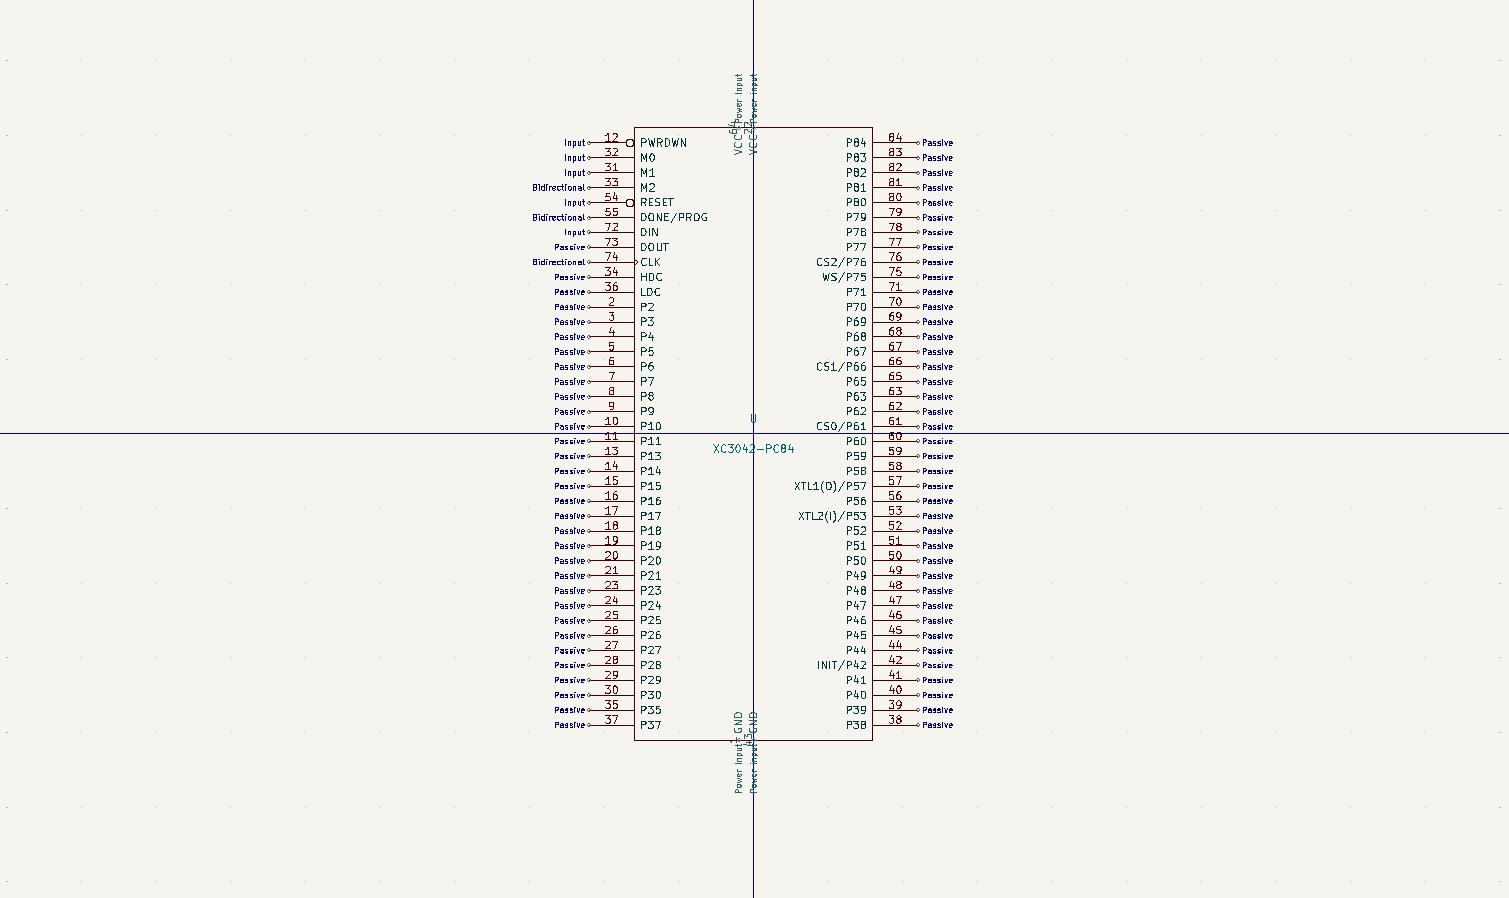 Power Input
Power Input
64
22
VCC
VCC
Input 12 PWRDWN
Input 32 M0
Input 31 M1
Bidirectional 33 M2
Input 54 RESET
Bidirectional 55 DONE/PROG
Input 72 DIN
Passive 73 DOUT
Bidirectional 74 CLK
Passive 34 HDC
Passive 36 LDC
Passive 2 P2
Passive 3 P3
Passive 4 P4
Passive 5 P5
Passive 6 P6
Passive 7 P7
Passive 8 P8
Passive 9 P9
Passive 10 P10
Passive 11 P11
Passive 13 P13
Passive 14 P14
Passive 15 P15
Passive 16 P16
Passive 17 P17
Passive 18 P18
Passive 19 P19
Passive 20 P20
Passive 21 P21
Passive 23 P23
Passive 24 P24
Passive 25 P25
Passive 26 P26
Passive 27 P27
Passive 28 P28
Passive 29 P29
Passive 30 P30
Passive 35 P35
Passive 37 P37
U
XC3042-PC84
P84 84 Passive
P83 83 Passive
P82 82 Passive
P81 81 Passive
P80 80 Passive
P79 79 Passive
P78 78 Passive
P77 77 Passive
CS2/P76 76 Passive
WS/P75 75 Passive
P71 71 Passive
P70 70 Passive
P69 69 Passive
P68 68 Passive
P67 67 Passive
CS1/P66 66 Passive
P65 65 Passive
P63 63 Passive
P62 62 Passive
CS0/P61 61 Passive
P60 60 Passive
P59 59 Passive
P58 58 Passive
XTL1(O)/P57 57 Passive
P56 56 Passive
XTL2(I)/P53 53 Passive
P52 52 Passive
P51 51 Passive
P50 50 Passive
P49 49 Passive
P48 48 Passive
P47 47 Passive
P46 46 Passive
P45 45 Passive
P44 44 Passive
INIT/P42 42 Passive
P41 41 Passive
P40 40 Passive
P39 39 Passive
P38 38 Passive
GND
GND
1
43
Power Input
Power Input